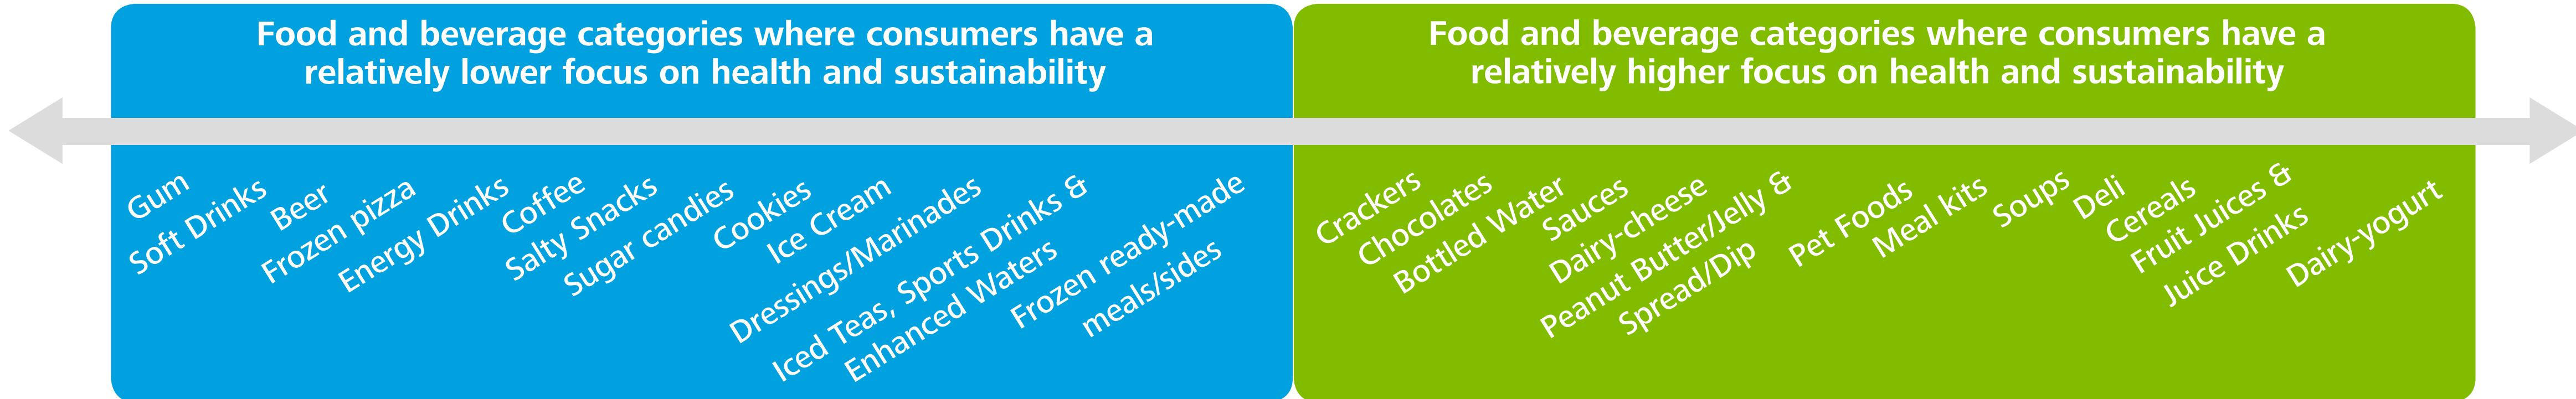 Food and beverage categories where consumers have a
relatively lower focus on health and sustainability
Gum
Soft Drinks
Beer
Frozen pizza
Energy Drinks
Coffee
Salty Snacks
Sugar candies
Cookies
Ice Cream
Dressings/Marinades
Iced Teas, Sports Drinks &
Enhanced Waters
Frozen ready-made
meals/sides
Food and beverage categories where consumers have a
relatively higher focus on health and sustainability
Crackers
Chocolates
Bottled Water
Sauces
Dairy-cheese
Peanut Butter/Jelly &
Spread/Dip
Pet Foods
Meal kits
Soups
Deli
Cereals
Fruit Juices &
Juice Drinks
Dairy-yogurt